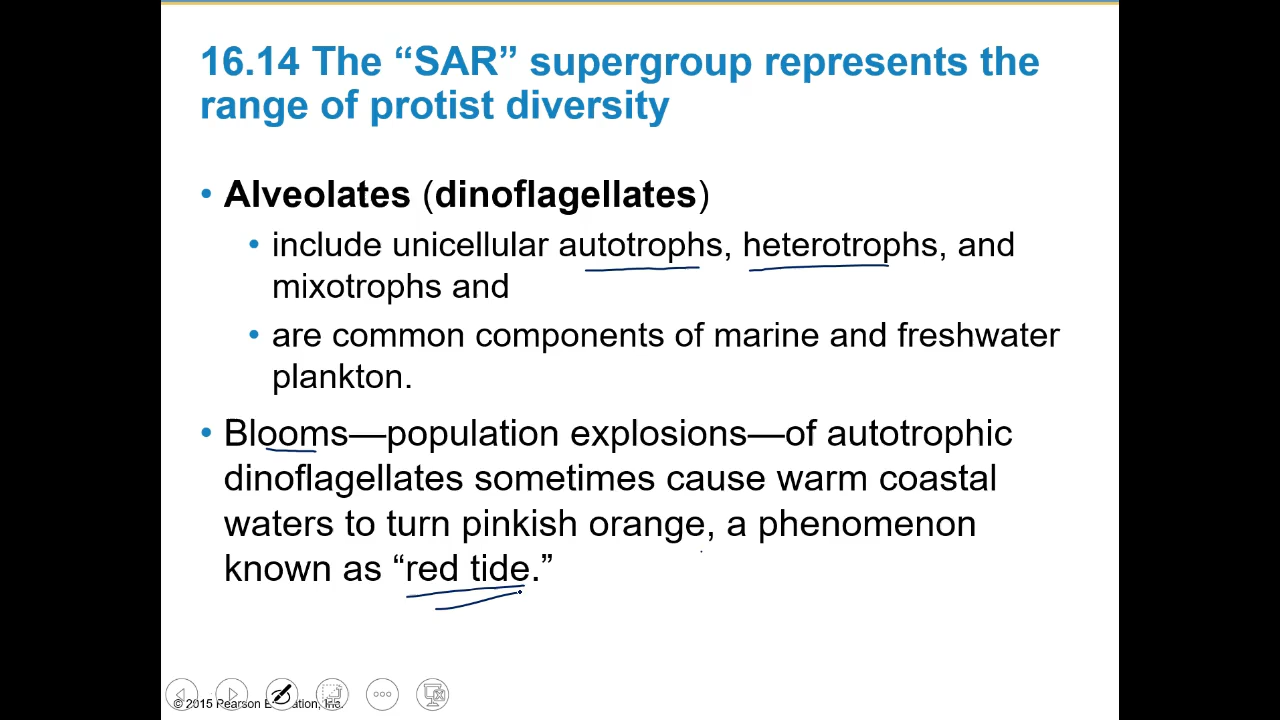 16.14 The “SAR” supergroup represents the
range of protist diversity
• Alveolates (dinoflagellates)
• include unicellular autotrophs, heterotrophs, and
mixotrophs and
• are common components of marine and freshwater
plankton.
• Blooms—population explosions—of autotrophic
dinoflagellates sometimes cause warm coastal
waters to turn pinkish orange, a phenomenon
known as “red tide.”
© 2015 Pearson Inc.